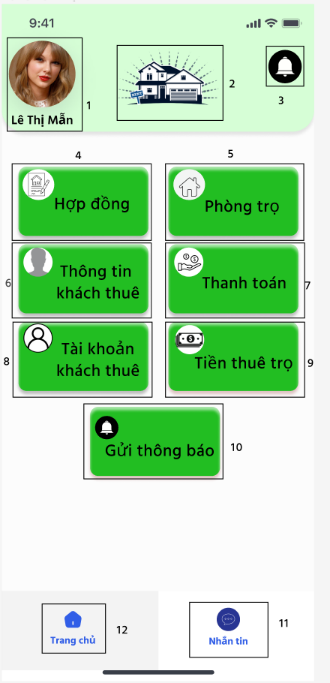 9:41
Lê Thị Mẫn
1
2
3
4
5
Hợp đồng
Phòng trọ
6
Thông tin
khách thuê
Thanh toán
7
8
Tài khoản
khách thuê
Tiền thuê trọ
9
Gửi thông báo
10
Trang chủ
12
Nhắn tin
11